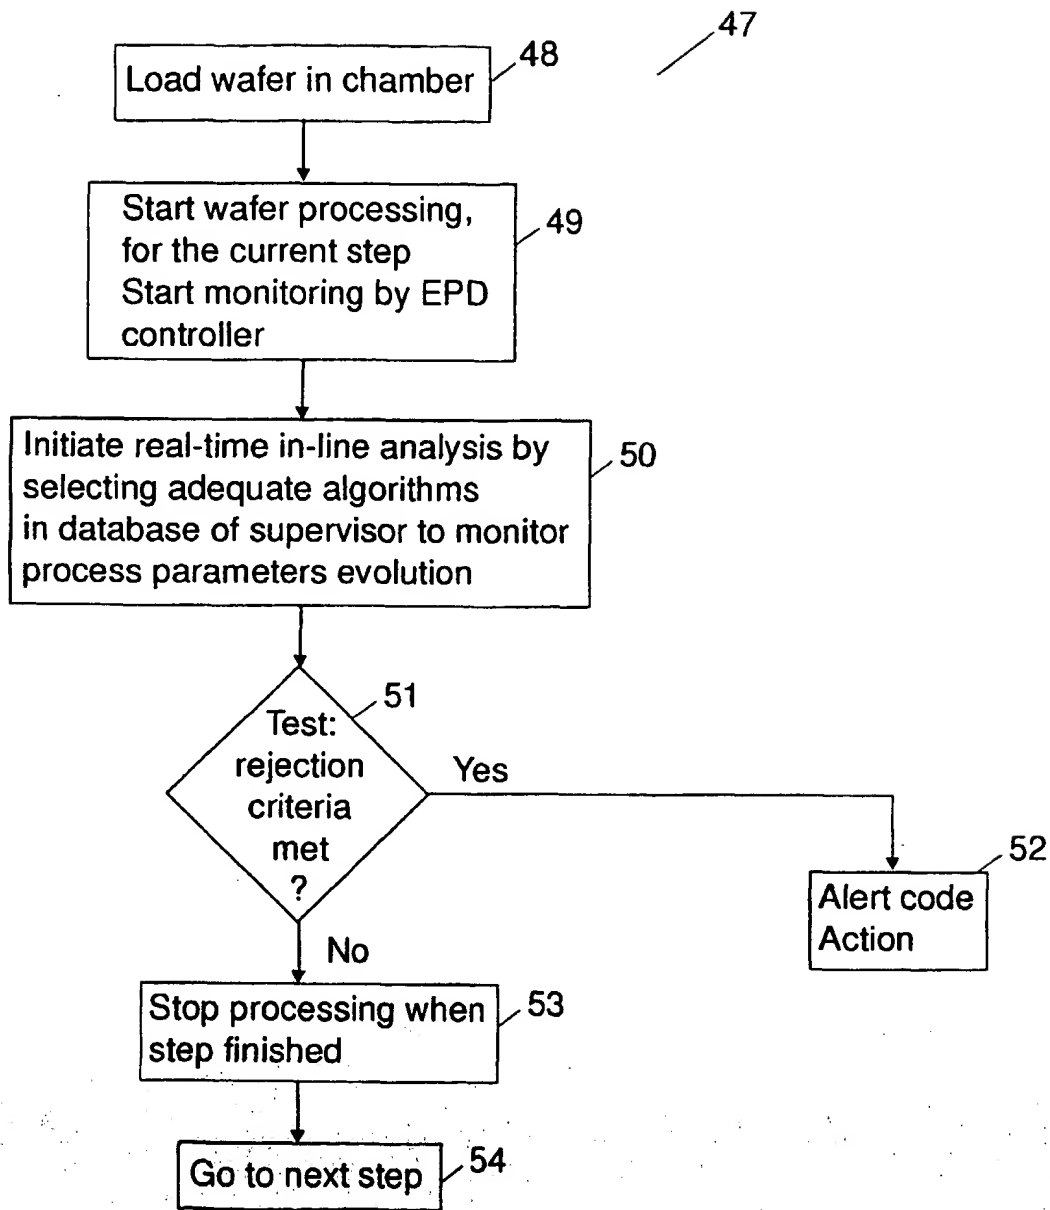 47
Load wafer in chamber
48
Start wafer processing,
for the current step
Start monitoring by EPD
controller
49
Initiate real-time in-line analysis by
selecting adequate algorithms
in database of supervisor to monitor
process parameters evolution
50
Test:
rejection
criteria
met
?
51
Yes
Alert code
Action
52
No
Stop processing when
step finished
53
Go to next step
54